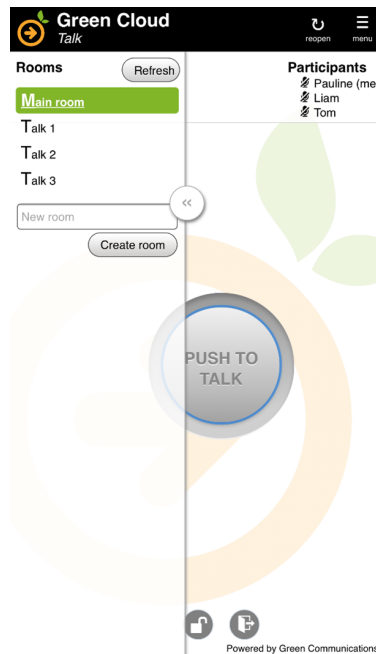 Green Cloud
Talk
reopen
menu
Rooms
Refresh
Main room
Talk 1
Talk 2
Talk 3
New room
Create room
Participants
Pauline (me
Liam
Tom
PUSH TO
TALK
Powered by Green Communications